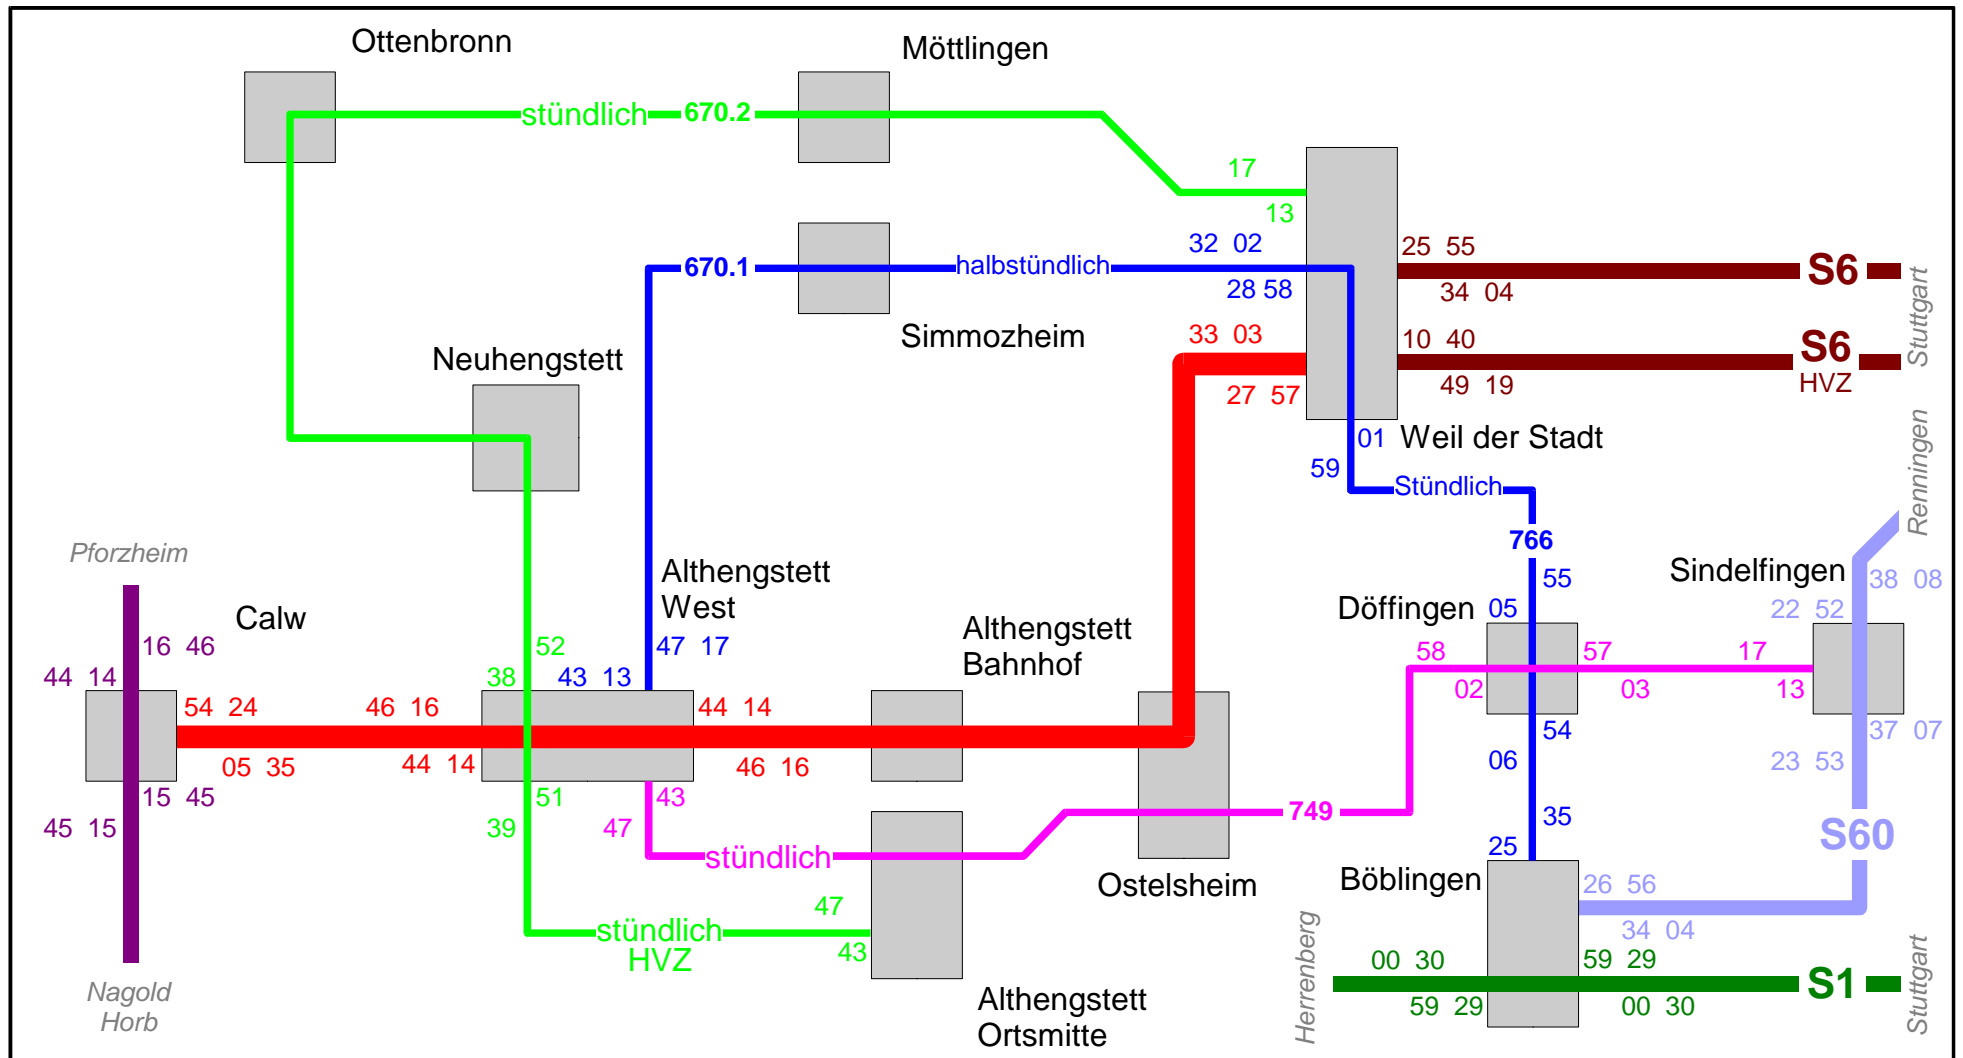 Ottenbronn
Möttlingen
stündlich
670.2
17
13
32 02
25 55
670.1
halbstündlich
S6
28 58
34 04
Stuttgart
Simmozheim
33 03
10 40
S6
Neuhengstett
HVZ
27 57
49 19
01
Weil der Stadt
59
Stündlich
Renningen
Pforzheim
766
Althengstett
West
55
Sindelfingen
38 08
Calw
Althengstett
Bahnhof
05
Döffingen
22 52
16 46
52
47 17
58
57
17
44 14
38
43 13
02
03
13
54 24
46 16
44 14
54
37 07
05 35
44 14
46 16
06
23 53
15 45
51
43
749
35
45 15
39
47
25
S60
stündlich
Ostelsheim
Böblingen
26 56
47
34 04
stündlich
HVZ
43
Herrenberg
00 30
59 29
S1
Stuttgart
59 29
00 30
Nagold
Horb
Althengstett
Ortsmitte